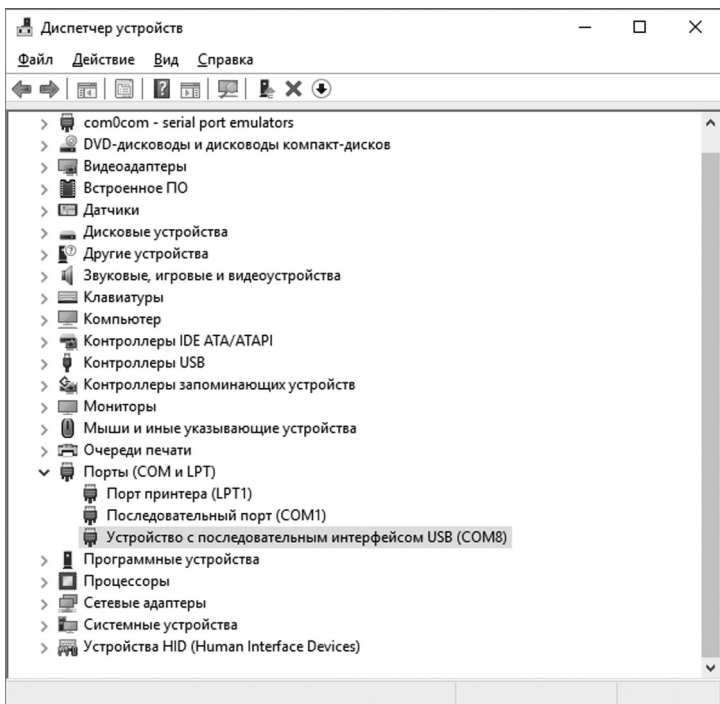 Диспетчер устройств
Файл Действие Вид Справка
com0com - serial port emulators
DVD-дисководы и дисководы компакт-дисков
Видеоадаптеры
Встроенное ПО
Датчики
Дисковые устройства
Другие устройства
Звуковые, игровые и видеоустройства
Клавиатуры
Компьютер
Контроллеры IDE ATA/ATAPI
Контроллеры USB
Контроллеры запоминающих устройств
Мониторы
Мыши и иные указывающие устройства
Очереди печати
Порты (COM и LPT)
Порт принтера (LPT1)
Последовательный порт (COM1)
Устройство с последовательным интерфейсом USB (COM8)
Программные устройства
Процессоры
Сетевые адаптеры
Системные устройства
Устройства HID (Human Interface Devices)